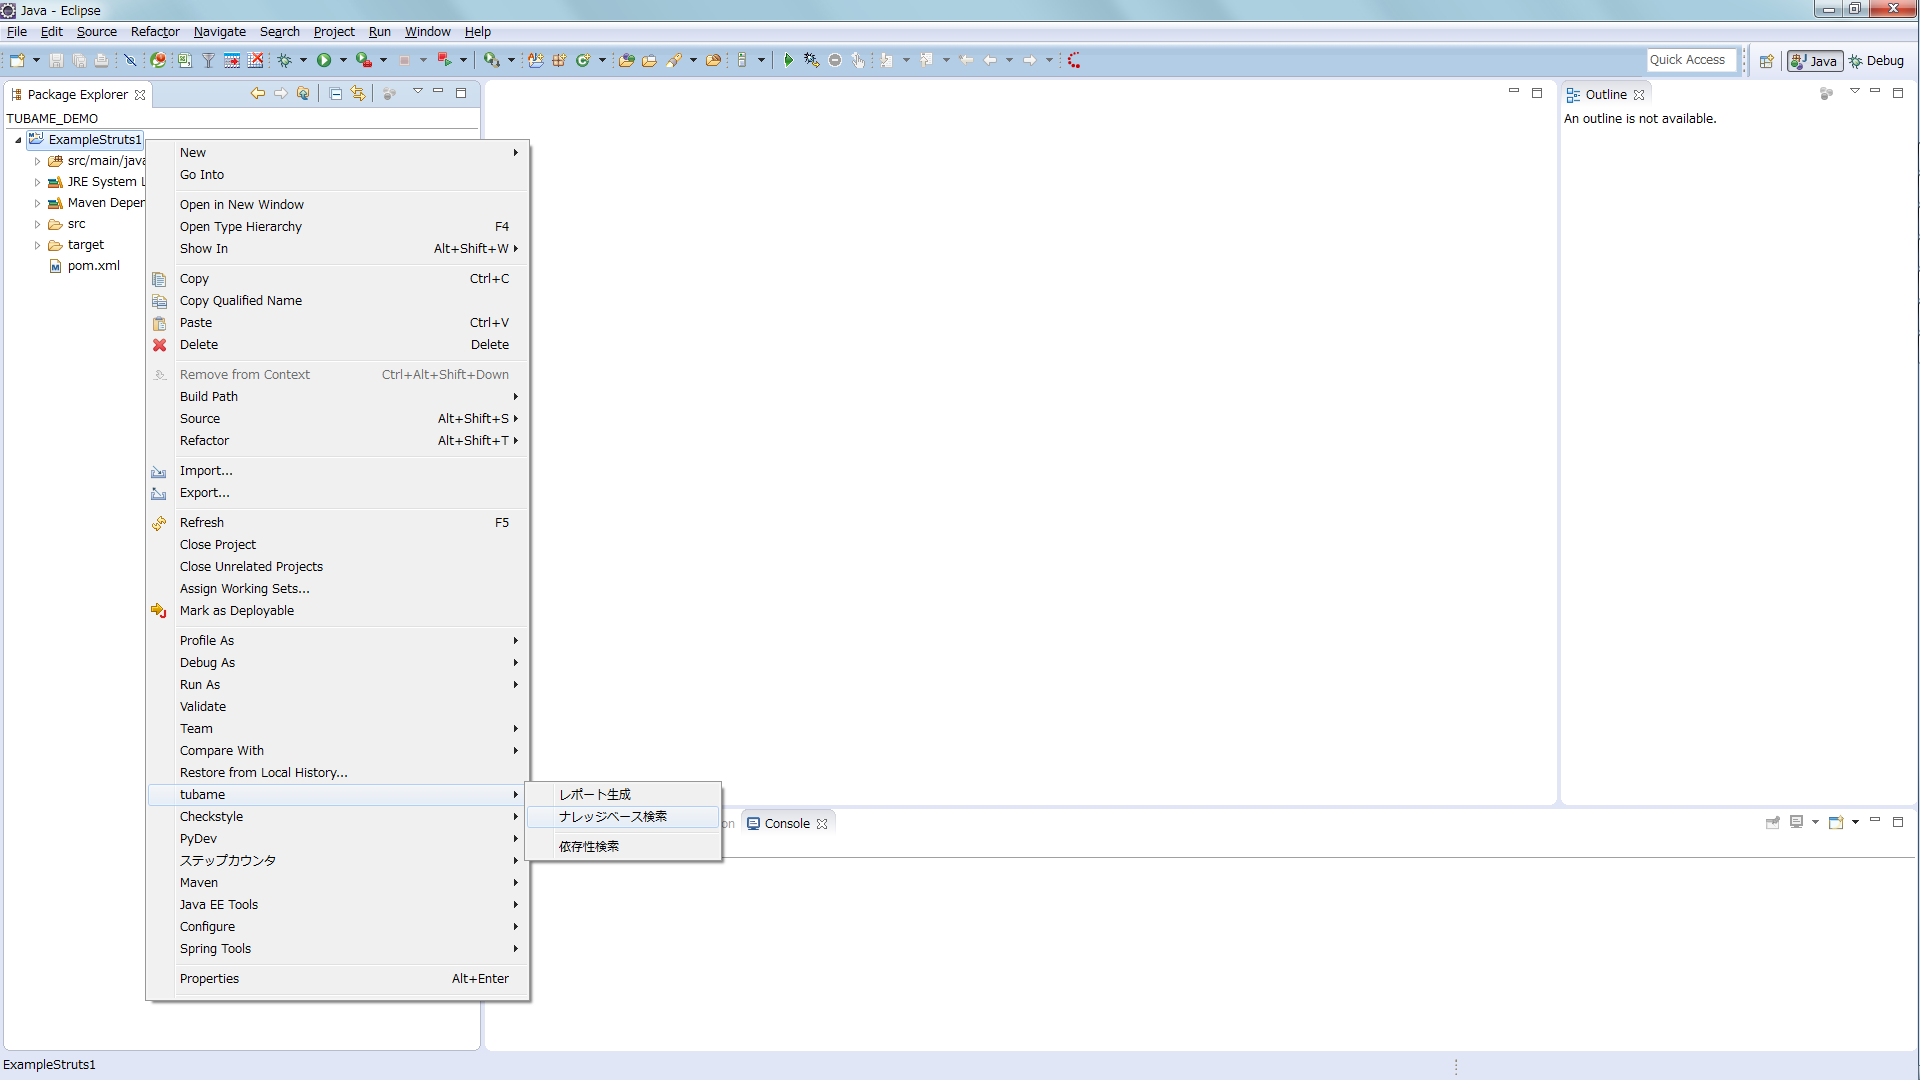 Java - Eclipse
File Edit Source Refactor Navigate Search Project Run Window Help
Quick Access Java Debug
Package Explorer
TUBAME_DEMO
ExampleStruts1
src/main/java
JRE System L
Maven Depen
src
target
pom.xml
New
Go Into
Open in New Window
Open Type Hierarchy F4
Show In Alt+Shift+W
Copy Ctrl+C
Copy Qualified Name
Paste Ctrl+V
Delete Delete
Remove from Context Ctrl+Alt+Shift+Down
Build Path
Source Alt+Shift+S
Refactor Alt+Shift+T
Import...
Export...
Refresh F5
Close Project
Close Unrelated Projects
Assign Working Sets...
Mark as Deployable
Profile As
Debug As
Run As
Validate
Team
Compare With
Restore from Local History...
tubame
Checkstyle
PyDev
ステップカウンタ
Maven
Java EE Tools
Configure
Spring Tools
Properties Alt+Enter
レポート生成
ナレッジベース検索
依存性検索
on Console
Outline
An outline is not available.
ExampleStruts1